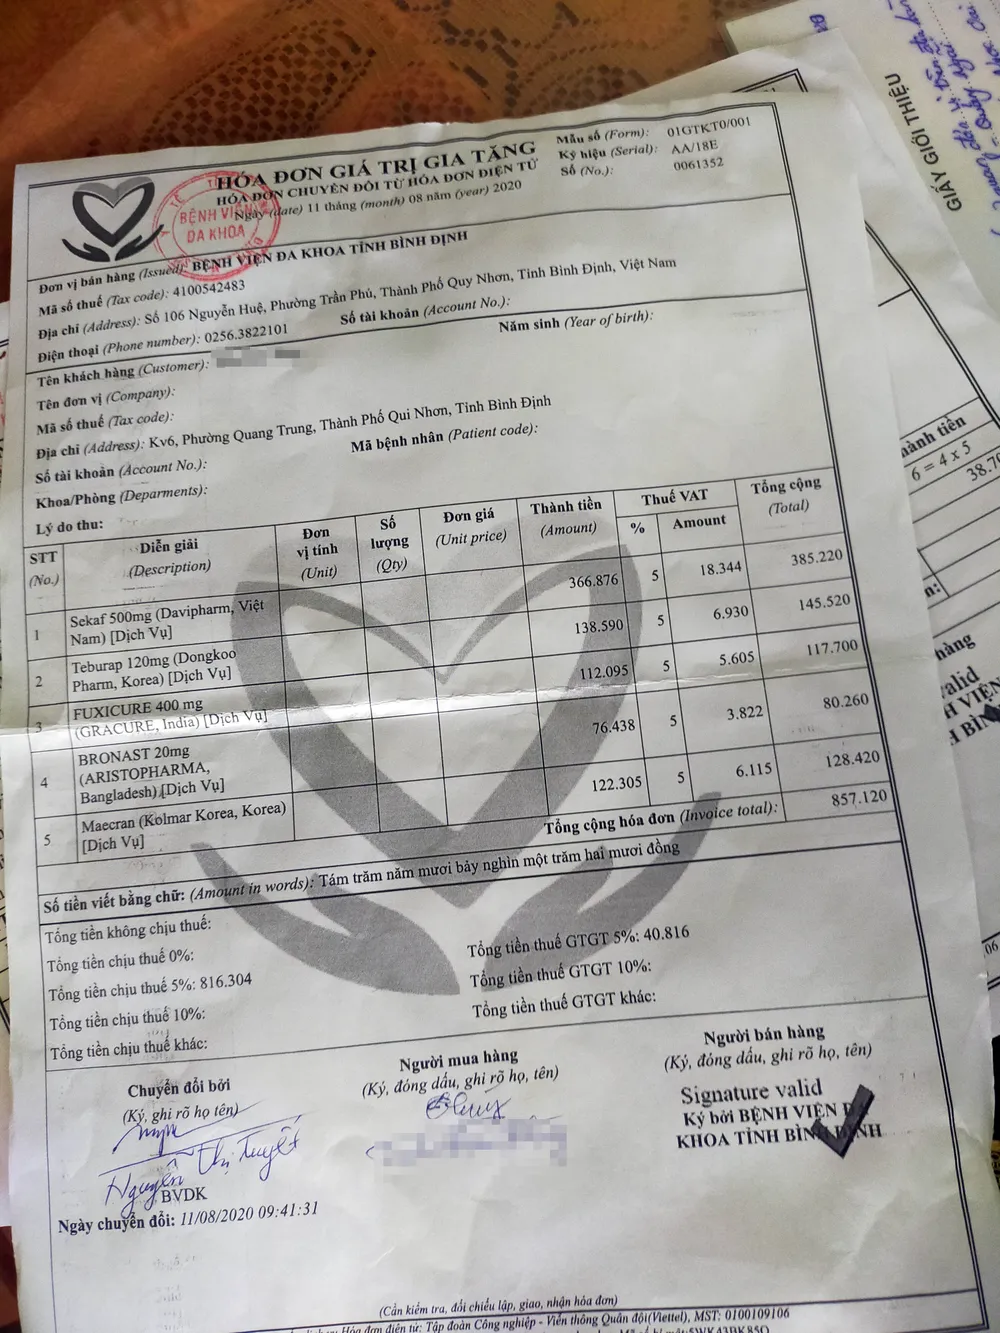 HÓA ĐƠN GIÁ TRỊ GIA TĂNG
HÓA ĐƠN CHUYỂN ĐỔI TỪ HÓA ĐƠN ĐIỆN TỬ
Ngày (date) 11 tháng (month) 08 năm (year) 2020
Mẫu số (Form): 01GTKT0/001
Ký hiệu (Serial): AA/18E
Số (No.): 0061352
BỆNH VIỆN
ĐA KHOA
Đơn vị bán hàng (Issued): BỆNH VIỆN ĐA KHOA TỈNH BÌNH ĐỊNH
Mã số thuế (Tax code): 4100542483
Địa chỉ (Address): Số 106 Nguyễn Huệ, Phường Trần Phú, Thành Phố Quy Nhơn, Tỉnh Bình Định, Việt Nam
Điện thoại (Phone number): 0256.3822101 Số tài khoản (Account No.):
Tên khách hàng (Customer): Năm sinh (Year of birth):
Tên đơn vị (Company):
Mã số thuế (Tax code):
Địa chỉ (Address): Kv6, Phường Quang Trung, Thành Phố Qui Nhơn, Tỉnh Bình Định
Số tài khoản (Account No.): Mã bệnh nhân (Patient code):
Khoa/Phòng (Deparments):
Lý do thu:
STT (No.) Diễn giải (Description) Đơn vị tính (Unit) Số lượng (Qty) Đơn giá (Unit price) Thành tiền (Amount) Thuế VAT % Amount Tổng cộng (Total)
1 Sekaf 500mg (Davipharm, Việt Nam) [Dịch Vụ] 366.876 5 18.344 385.220
2 Teburap 120mg (Dongkoo Pharm, Korea) [Dịch Vụ] 138.590 5 6.930 145.520
3 FUXICURE 400 mg (GRACURE, India) [Dịch Vụ] 112.095 5 5.605 117.700
4 BRONAST 20mg (ARISTOPHARMA, Bangladesh) [Dịch Vụ] 76.438 5 3.822 80.260
5 Maecran (Kolmar Korea, Korea) [Dịch Vụ] 122.305 5 6.115 128.420
Tổng cộng hóa đơn (Invoice total): 857.120
Số tiền viết bằng chữ: (Amount in words): Tám trăm năm mươi bảy nghìn một trăm hai mươi đồng
Tổng tiền không chịu thuế:
Tổng tiền chịu thuế 0%:
Tổng tiền chịu thuế 5%: 816.304
Tổng tiền chịu thuế 10%:
Tổng tiền chịu thuế khác:
Tổng tiền thuế GTGT 5%: 40.816
Tổng tiền thuế GTGT 10%:
Tổng tiền thuế GTGT khác:
Chuyển đổi bởi
(Ký, ghi rõ họ tên)
Nguyễn Thị Tuyết
BVDK
Ngày chuyển đổi: 11/08/2020 09:41:31
Người mua hàng
(Ký, đóng dấu, ghi rõ họ, tên)
Người bán hàng
(Ký, đóng dấu, ghi rõ họ, tên)
Signature valid
Ký bởi BỆNH VIỆN ĐA
KHOA TỈNH BÌNH ĐỊNH
(Cần kiểm tra, đối chiếu lập, giao, nhận hóa đơn)
Hóa đơn điện tử: Tập đoàn Công nghiệp - Viễn thông Quân đội(Viettel), MST: 0100109106
GIẤY GIỚI THIỆU
hành tiền
6 = 4 x 5
38.7
hàng
alid